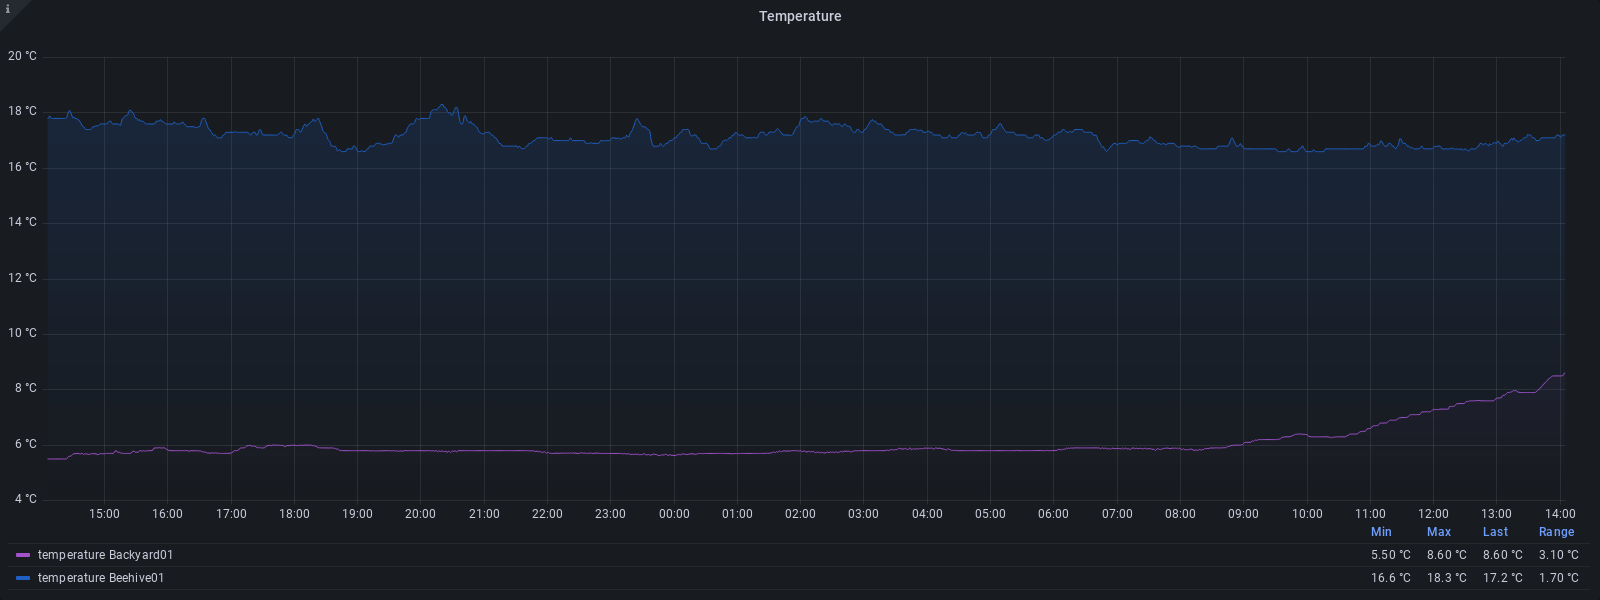 i
Temperature
20 °C
18 °C
16 °C
14 °C
12 °C
10 °C
8 °C
6 °C
4 °C
15:00 16:00 17:00 18:00 19:00 20:00 21:00 22:00 23:00 00:00 01:00 02:00 03:00 04:00 05:00 06:00 07:00 08:00 09:00 10:00 11:00 12:00 13:00 14:00
Min Max Last Range
temperature Backyard01 5.50 °C 8.60 °C 8.60 °C 3.10 °C
temperature Beehive01 16.6 °C 18.3 °C 17.2 °C 1.70 °C